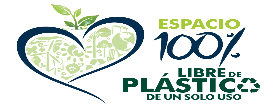 ESPACIO
100%
LIBRE DE
PLÁSTICO
DE UN SOLO USO